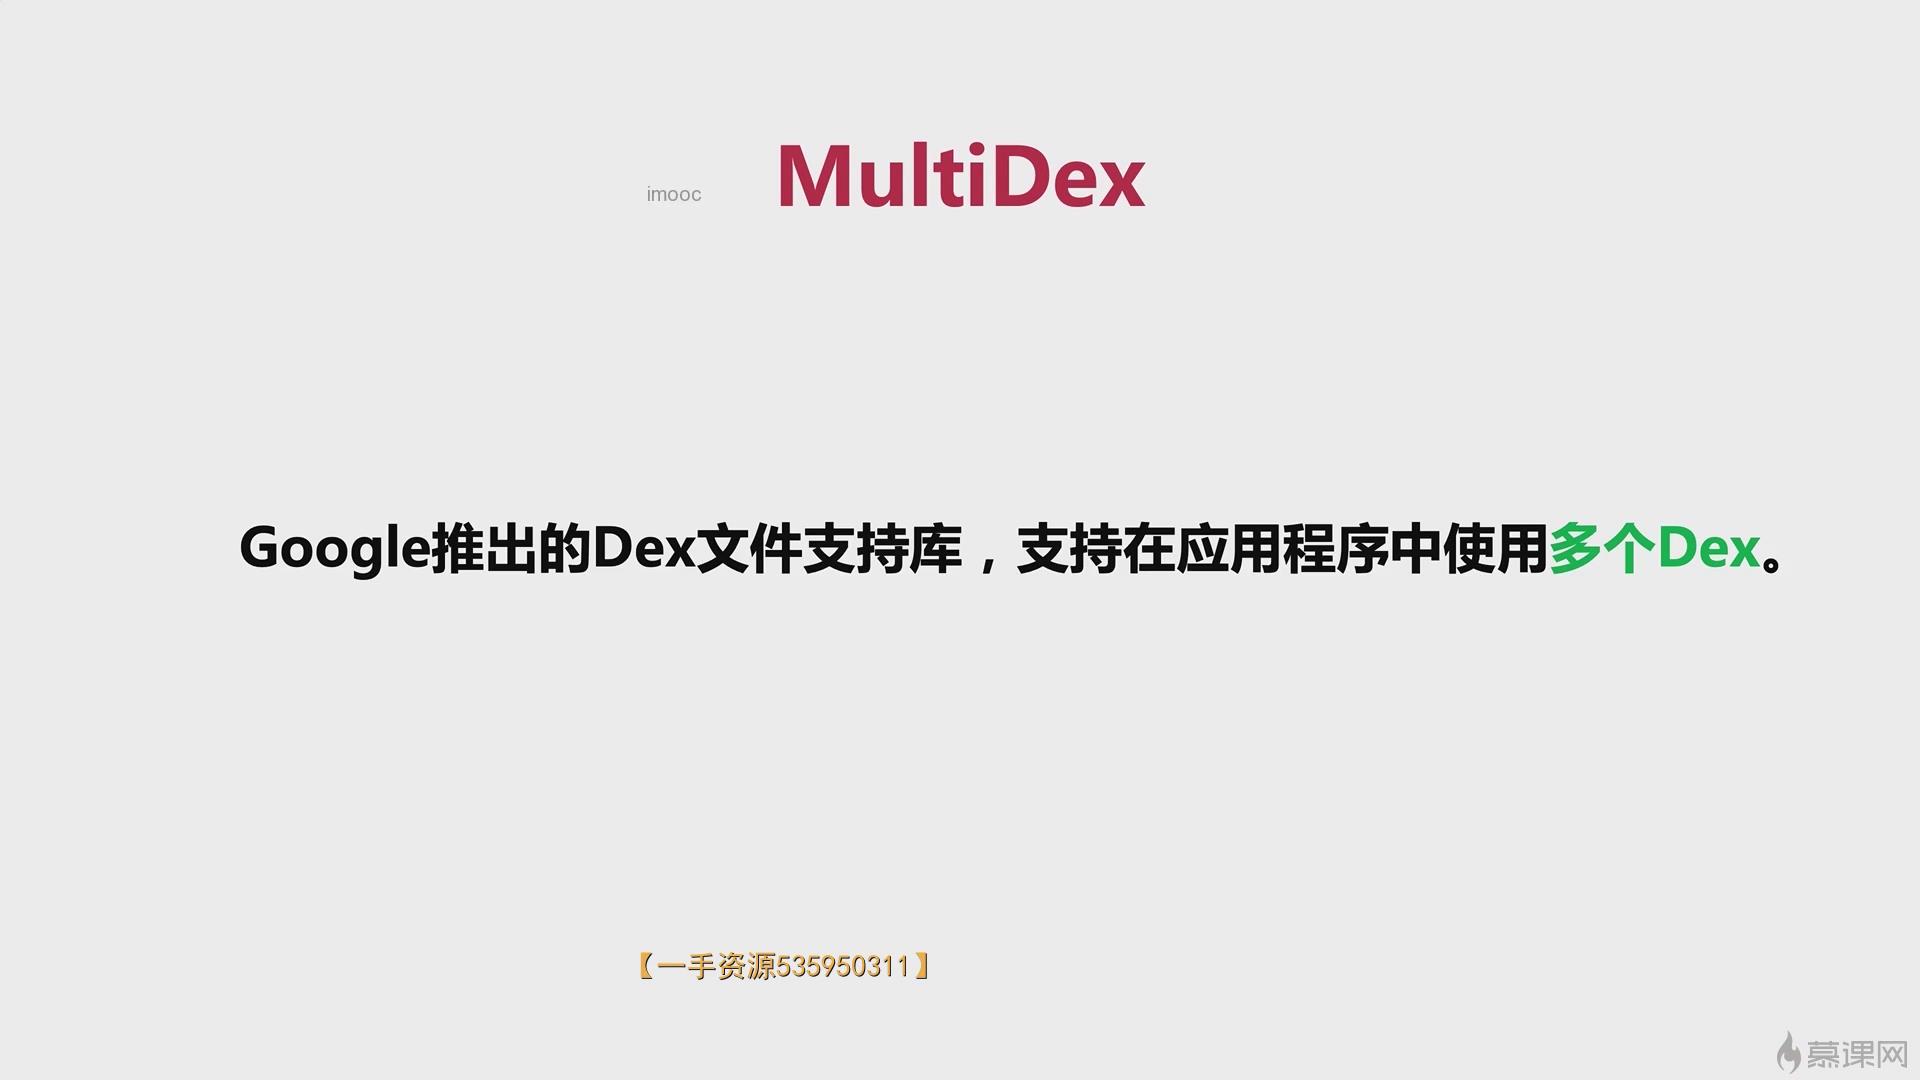 MultiDex
imooc
Google推出的Dex文件支持库，支持在应用程序中使用多个Dex。
【一手资源535950311】
慕课网